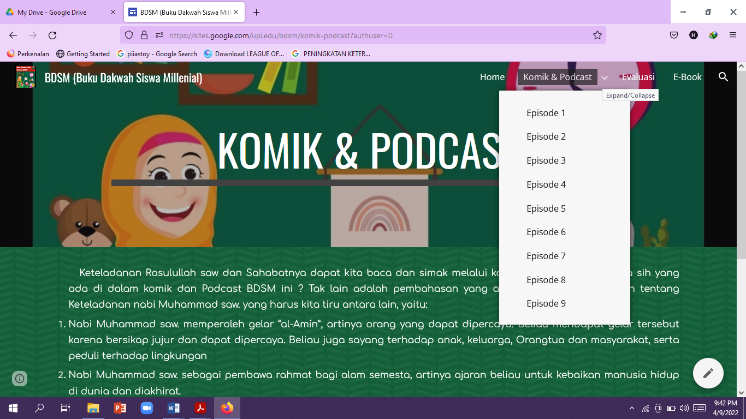 My Drive - Google Drive
BDSM (Buku Dakwah Siswa Mil
https://sites.google.com/upi.edu/bdsm/komik-podcast?authuser=0
Perkenalan
Getting Started
piiastoy - Google Search
Download LEAGUE OF...
PENINGKATAN KETER...
BDSM (Buku Dakwah Siswa Millenial)
Home
Komik & Podcast
Evaluasi
E-Book
Expand/Collapse
Episode 1
Episode 2
Episode 3
Episode 4
Episode 5
Episode 6
Episode 7
Episode 8
Episode 9
KOMIK & PODCAS
Keteladanan Rasulullah saw dan Sahabatnya dapat kita baca dan simak melalui ko a sih yang
ada di dalam komik dan Podcast BDSM ini ? Tak lain adalah pembahasan yang a n tentang
Keteladanan nabi Muhammad saw. yang harus kita tiru antara lain, yaitu:
1. Nabi Muhammad saw. memperoleh gelar "al-Amin", artinya orang yang dapat dipercaya. Beliau mendapat gelar tersebut
karena bersikap jujur dan dapat dipercaya. Beliau juga sayang terhadap anak, keluarga, Orangtua dan masyarakat, serta
peduli terhadap lingkungan
2. Nabi Muhammad saw. sebagai pembawa rahmat bagi alam semesta, artinya ajaran beliau untuk kebaikan manusia hidup
di dunia dan diakhirat.
9:42 PM
4/9/2022